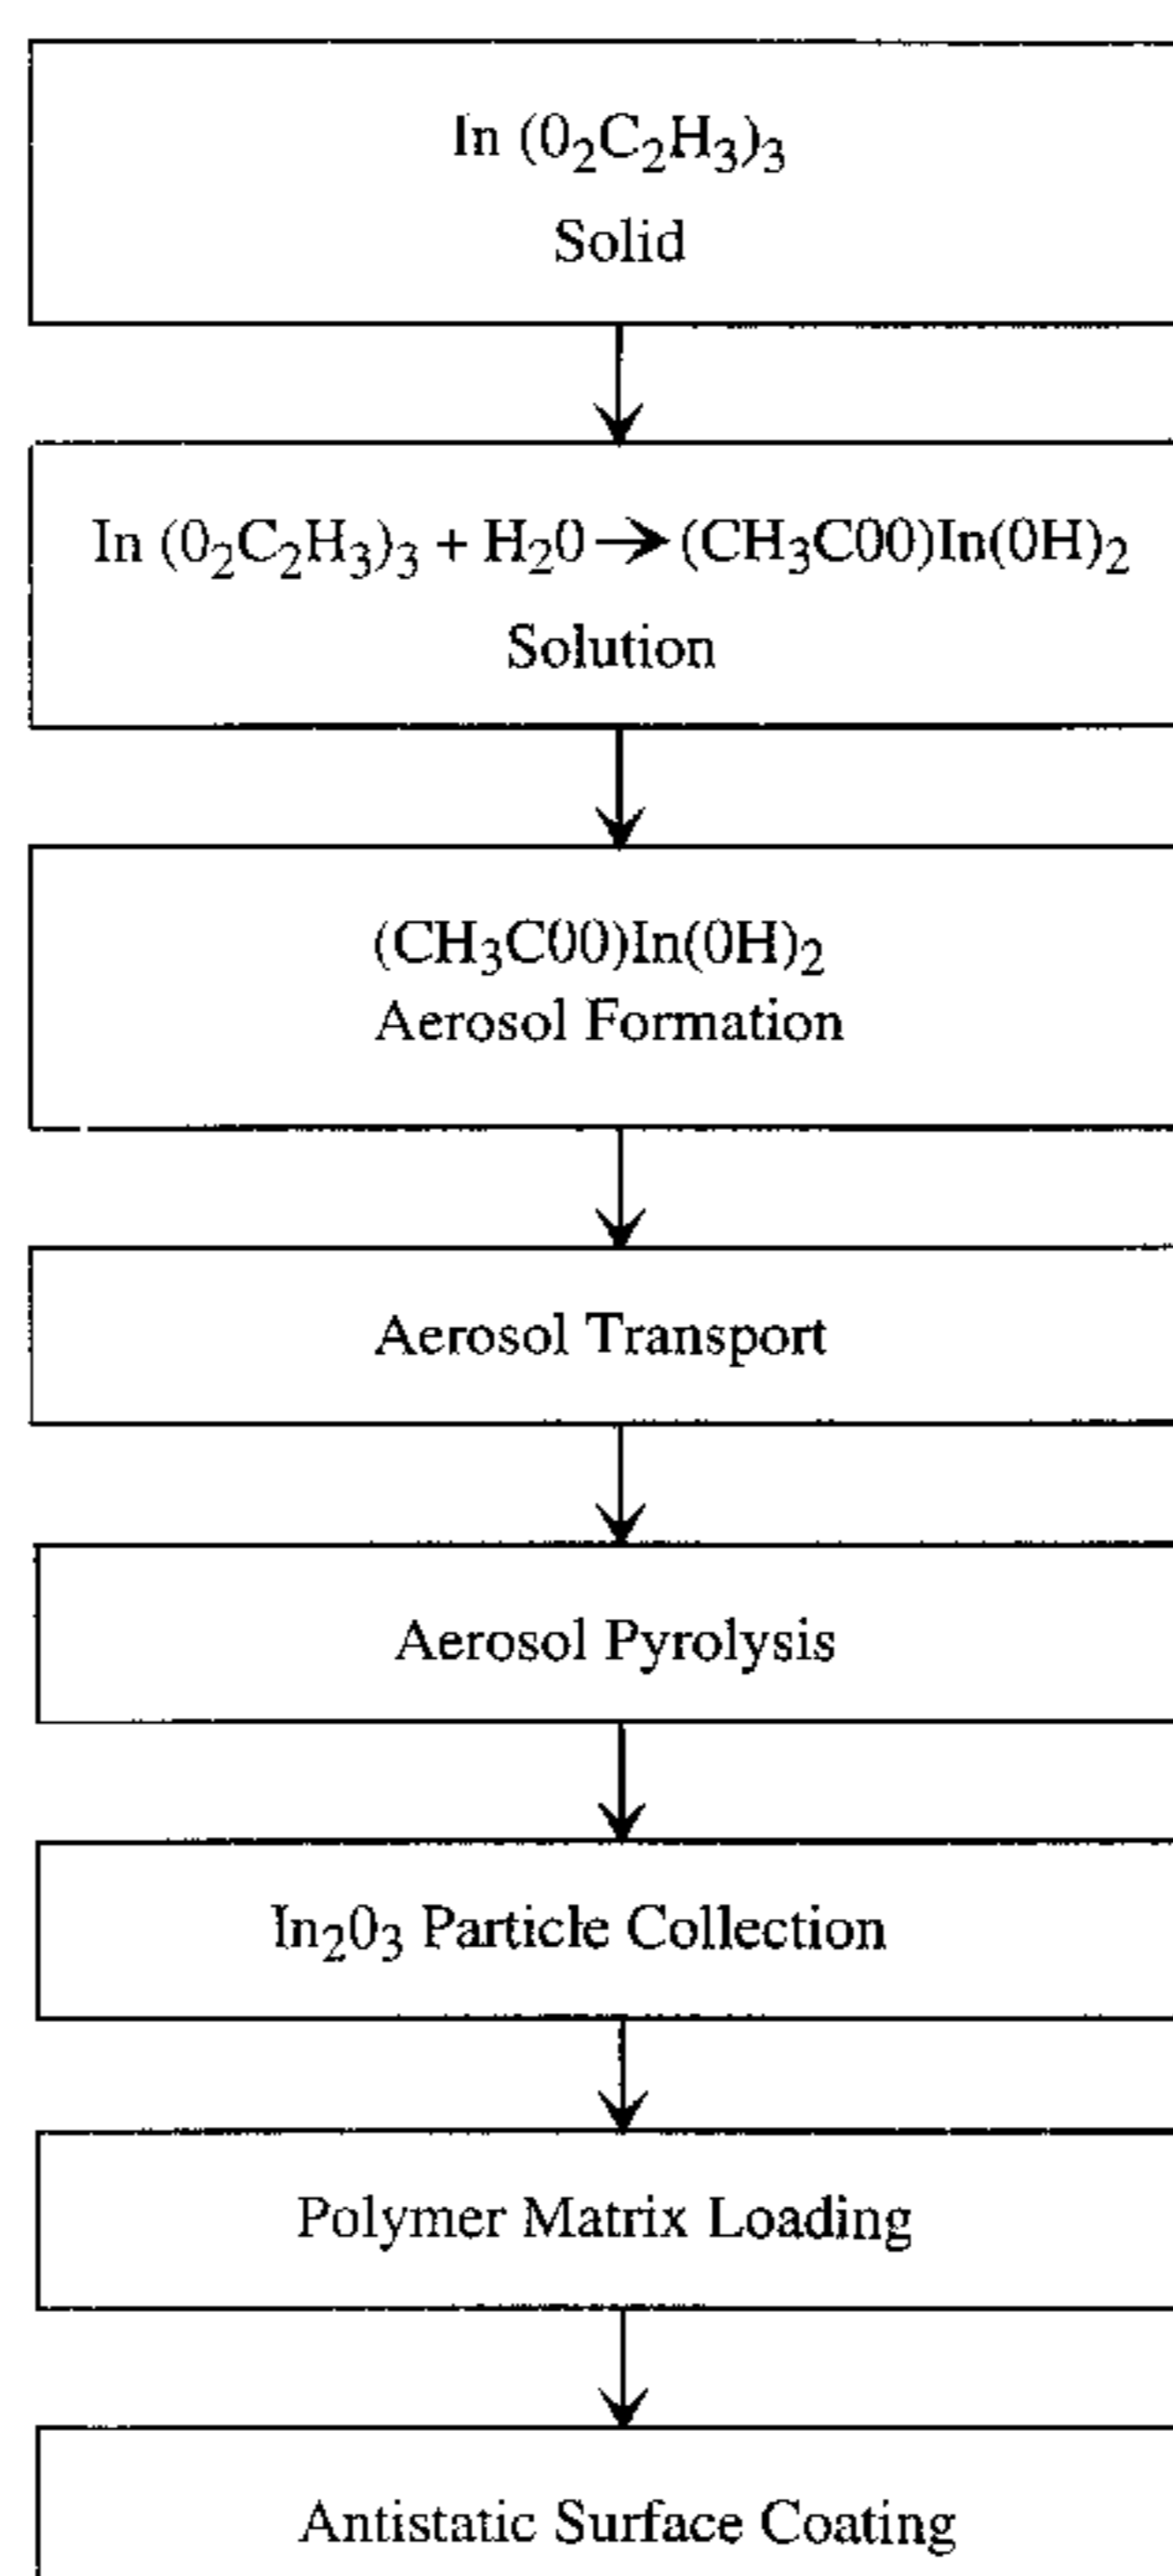 In (0₂C₂H₃)₃
Solid
In (0₂C₂H₃)₃ + H₂0 → (CH₃C00)In(0H)₂
Solution
(CH₃C00)In(0H)₂
Aerosol Formation
Aerosol Transport
Aerosol Pyrolysis
In₂0₃ Particle Collection
Polymer Matrix Loading
Antistatic Surface Coating